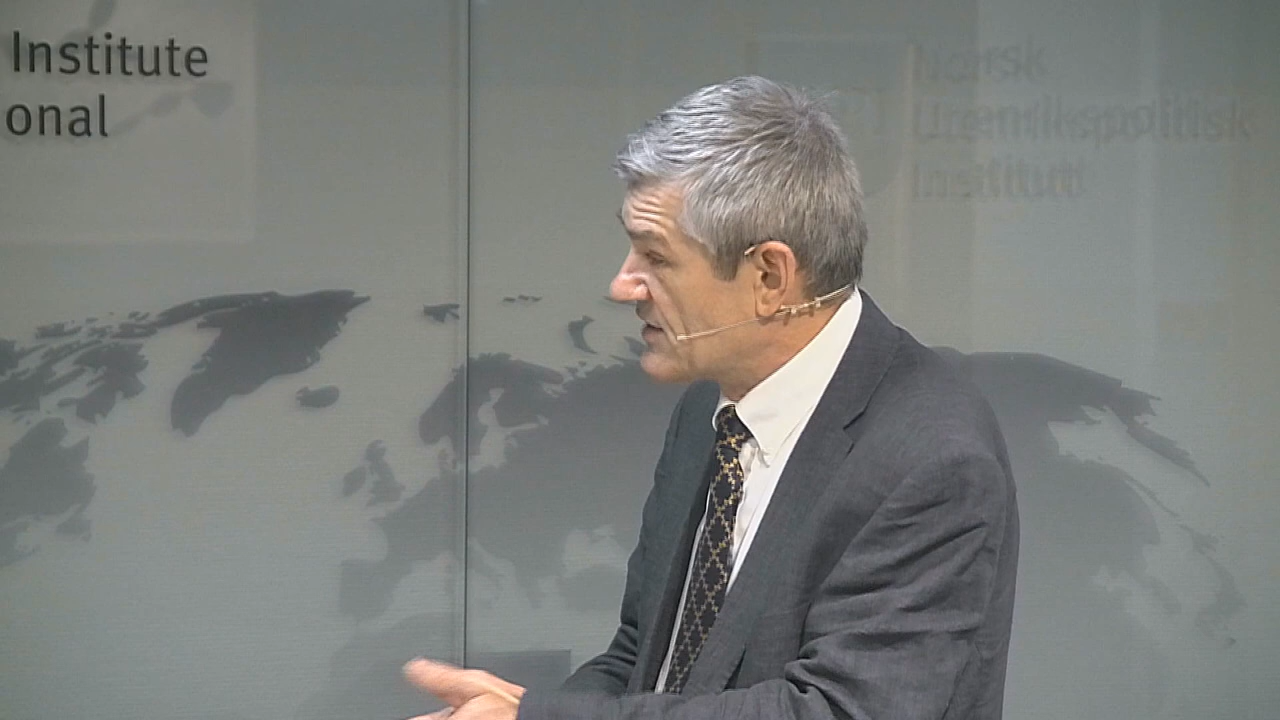 Institute
onal
Norsk
Utenrikspolitisk
Institutt